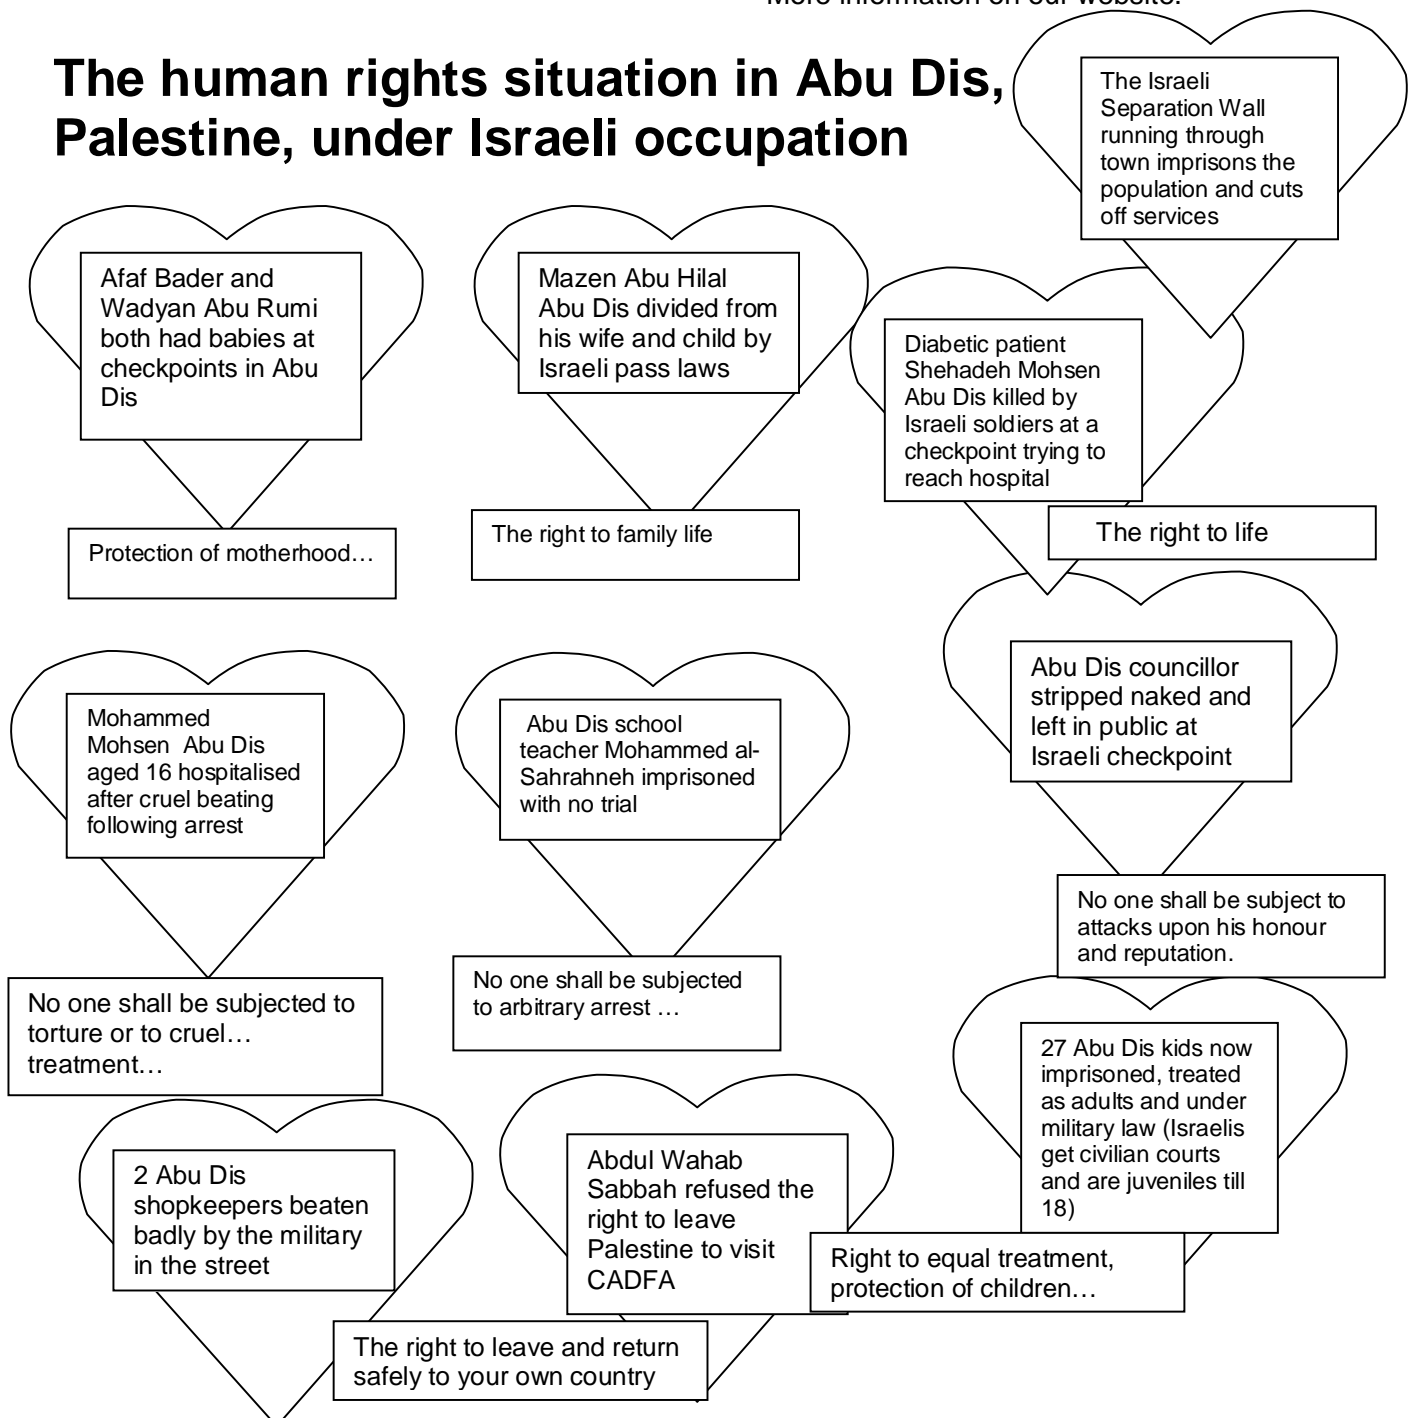 More information on our website.
The human rights situation in Abu Dis,
Palestine, under Israeli occupation
The Israeli
Separation Wall
running through
town imprisons the
population and cuts
off services
Afaf Bader and
Wadyan Abu Rumi
both had babies at
checkpoints in Abu
Dis
Protection of motherhood…
Mazen Abu Hilal
Abu Dis divided from
his wife and child by
Israeli pass laws
The right to family life
Diabetic patient
Shehadeh Mohsen
Abu Dis killed by
Israeli soldiers at a
checkpoint trying to
reach hospital
The right to life
Mohammed
Mohsen  Abu Dis
aged 16 hospitalised
after cruel beating
following arrest
No one shall be subjected to
torture or to cruel…
treatment…
Abu Dis school
teacher Mohammed al-
Sahrahneh imprisoned
with no trial
No one shall be subjected
to arbitrary arrest …
Abu Dis councillor
stripped naked and
left in public at
Israeli checkpoint
No one shall be subject to
attacks upon his honour
and reputation.
2 Abu Dis
shopkeepers beaten
badly by the military
in the street
Abdul Wahab
Sabbah refused the
right to leave
Palestine to visit
CADFA
The right to leave and return
safely to your own country
27 Abu Dis kids now
imprisoned, treated
as adults and under
military law (Israelis
get civilian courts
and are juveniles till
18)
Right to equal treatment,
protection of children…